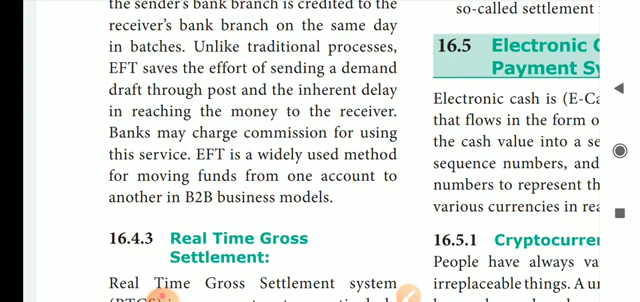 the sender's bank branch is credited to the
receiver's bank branch on the same day
in batches. Unlike traditional processes,
EFT saves the effort of sending a demand
draft through post and the inherent delay
in reaching the money to the receiver.
Banks may charge commission for using
this service. EFT is a widely used method
for moving funds from one account to
another in B2B business models.
16.4.3 Real Time Gross
Settlement:
Real Time Gross Settlement system
so-called settlement
16.5 Electronic
Payment
Electronic cash is (E-Ca
that flows in the form o
the cash value into a se
sequence numbers, and
numbers to represent th
various currencies in rea
16.5.1 Cryptocurre
People have always va
irreplaceable things. A